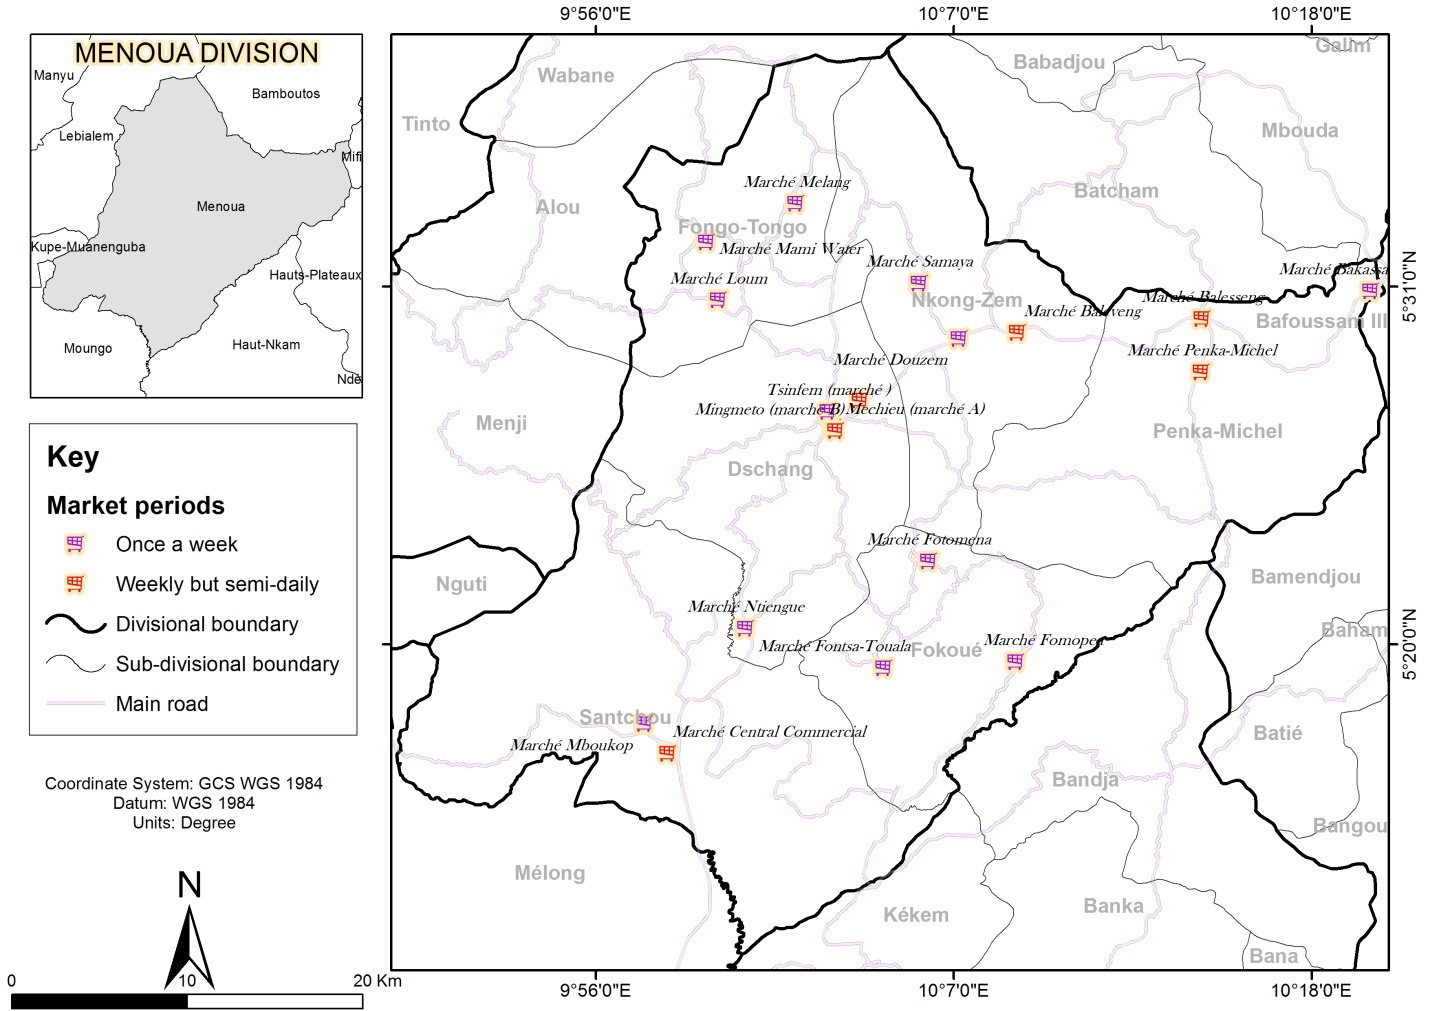 MENOUA DIVISION
Manyu
Bamboutos
Lebialem
Mifi
Menoua
Kupe-Muanenguba
Hauts-Plateaux
Moungo
Haut-Nkam
Ndé
Key
Market periods
Once a week
Weekly but semi-daily
Divisional boundary
Sub-divisional boundary
Main road
Coordinate System: GCS WGS 1984
Datum: WGS 1984
Units: Degree
N
0 10 20 Km
9°56'0"E 10°7'0"E 10°18'0"E
Galim
Wabane
Babadjou
Tinto
Mbouda
Marché Melang
Batcham
Alou
Fongo-Tongo
Marché Mami Water
Marché Samaya
Marché Bakassa
Marché Loum
5°31'0"N
Nkong-Zem
Marché Balesseng
Bafoussam III
Marché Penka-Michel
Marché Douzem
Tsinfem (marché )
Mingmeto (marché B)
Mechieu (marché A)
Menji
Penka-Michel
Dschang
Marché Fotomena
Nguti
Bamendjou
Marché Ntiengue
Baham
Marché Fontsa-Touala
Fokoué
5°20'0"N
Santchou
Marché Central Commercial
Batié
Marché Mboukop
Bandja
Bangou
Mélong
Banka
Kékem
Bana
9°56'0"E 10°7'0"E 10°18'0"E